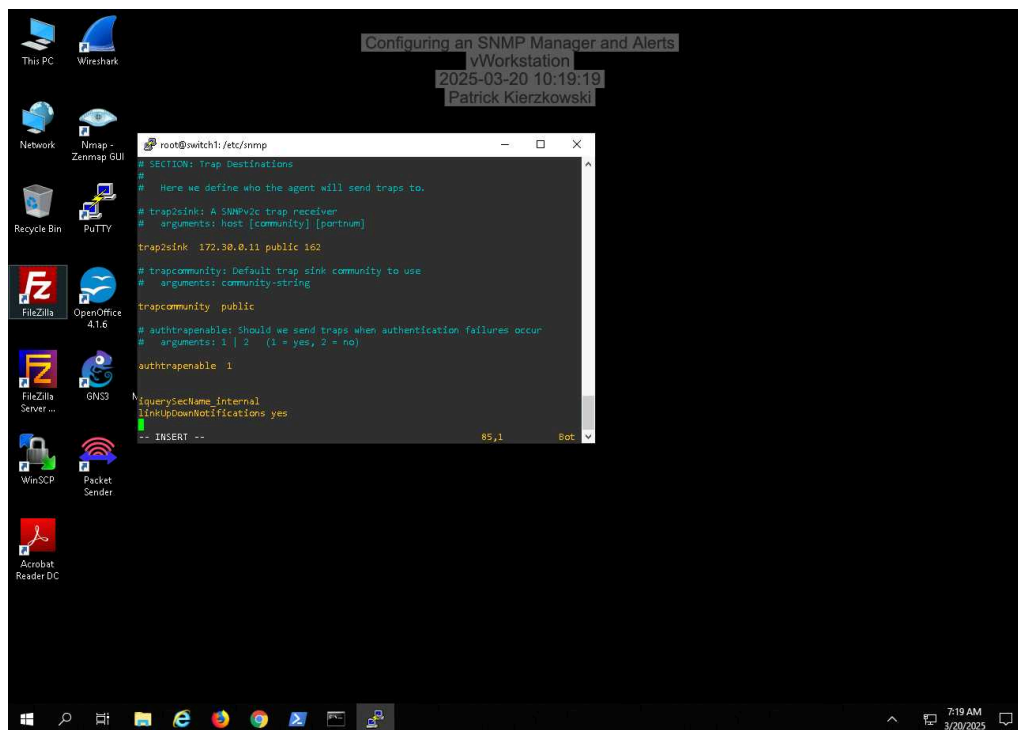 Configuring an SNMP Manager and Alerts
vWorkstation
2025-03-20 10:19:19
Patrick Kierzkowski
This PC
Wireshark
Network
Nmap -
Zenmap GUI
Recycle Bin
PuTTY
FileZilla
OpenOffice
4.1.6
FileZilla
Server ...
GNS3
N
WinSCP
Packet
Sender
Acrobat
Reader DC
root@switch1: /etc/snmp
# SECTION: Trap Destinations
#
#   Here we define who the agent will send traps to.
# trap2sink: A SNMPv2c trap receiver
#   arguments: host [community] [portnum]
trap2sink  172.30.0.11 public 162
# trapcommunity: Default trap sink community to use
#   arguments: community-string
trapcommunity  public
# authtrapenable: Should we send traps when authentication failures occur
#   arguments: 1 | 2   (1 = yes, 2 = no)
authtrapenable  1
iquerySecName_internal
linkUpDownNotifications yes
-- INSERT --
85,1
Bot
7:19 AM
3/20/2025